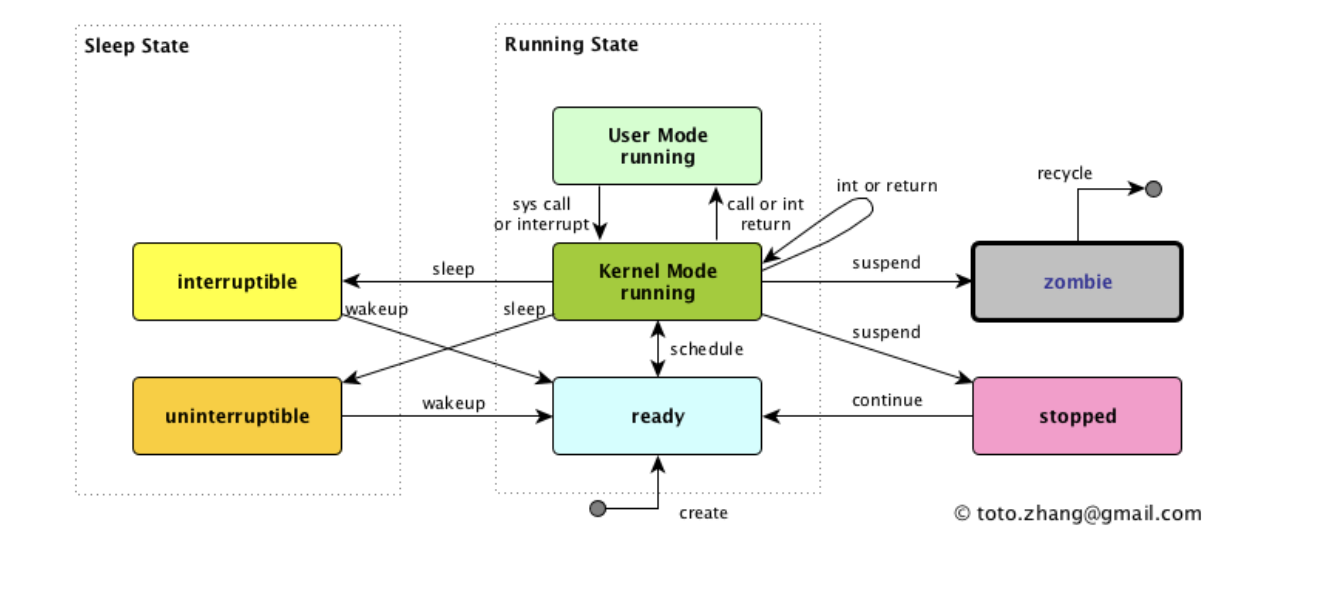 Sleep State
Running State
User Mode
running
sys call
or interrupt
call or int
return
int or return
recycle
interruptible
sleep
Kernel Mode
running
suspend
zombie
wakeup
sleep
schedule
suspend
uninterruptible
wakeup
ready
continue
stopped
create
© toto.zhang@gmail.com